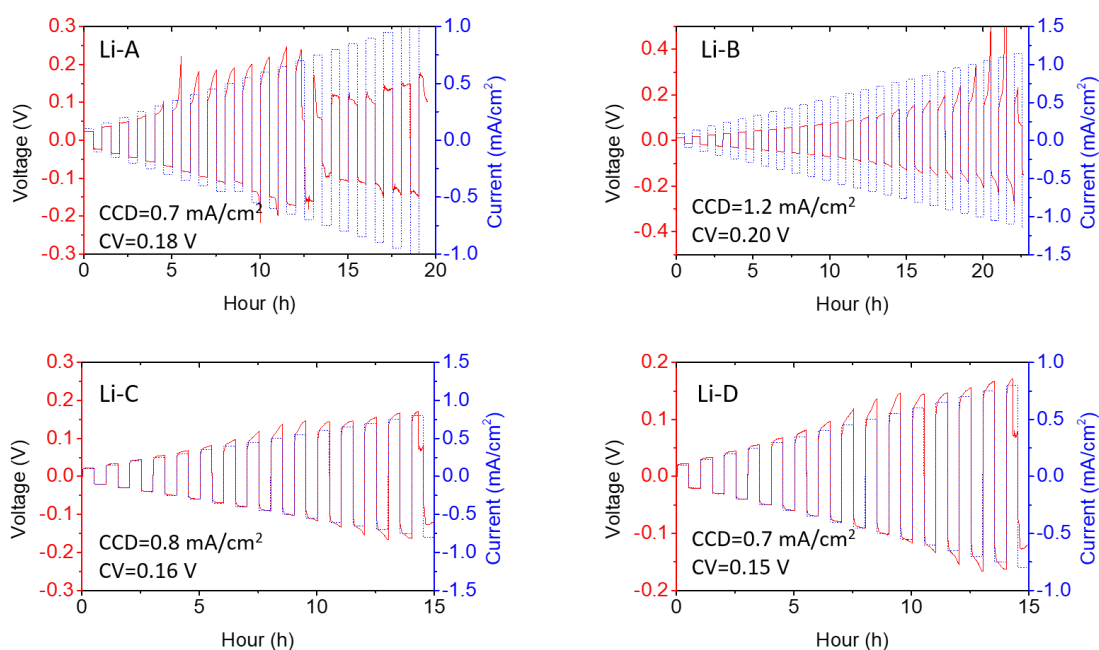 Li-A
CCD=0.7 mA/cm²
CV=0.18 V
Voltage (V)
0.3
0.2
0.1
0.0
-0.1
-0.2
-0.3
Current (mA/cm²)
1.0
0.5
0.0
-0.5
-1.0
0 5 10 15 20
Hour (h)
Li-B
CCD=1.2 mA/cm²
CV=0.20 V
Voltage (V)
0.4
0.2
0.0
-0.2
-0.4
Current (mA/cm²)
1.5
1.0
0.5
0.0
-0.5
-1.0
-1.5
0 5 10 15 20
Hour (h)
Li-C
CCD=0.8 mA/cm²
CV=0.16 V
Voltage (V)
0.3
0.2
0.1
0.0
-0.1
-0.2
-0.3
Current (mA/cm²)
1.5
1.0
0.5
0.0
-0.5
-1.0
-1.5
0 5 10 15
Hour (h)
Li-D
CCD=0.7 mA/cm²
CV=0.15 V
Voltage (V)
0.2
0.1
0.0
-0.1
-0.2
Current (mA/cm²)
1.0
0.5
0.0
-0.5
-1.0
0 5 10 15
Hour (h)